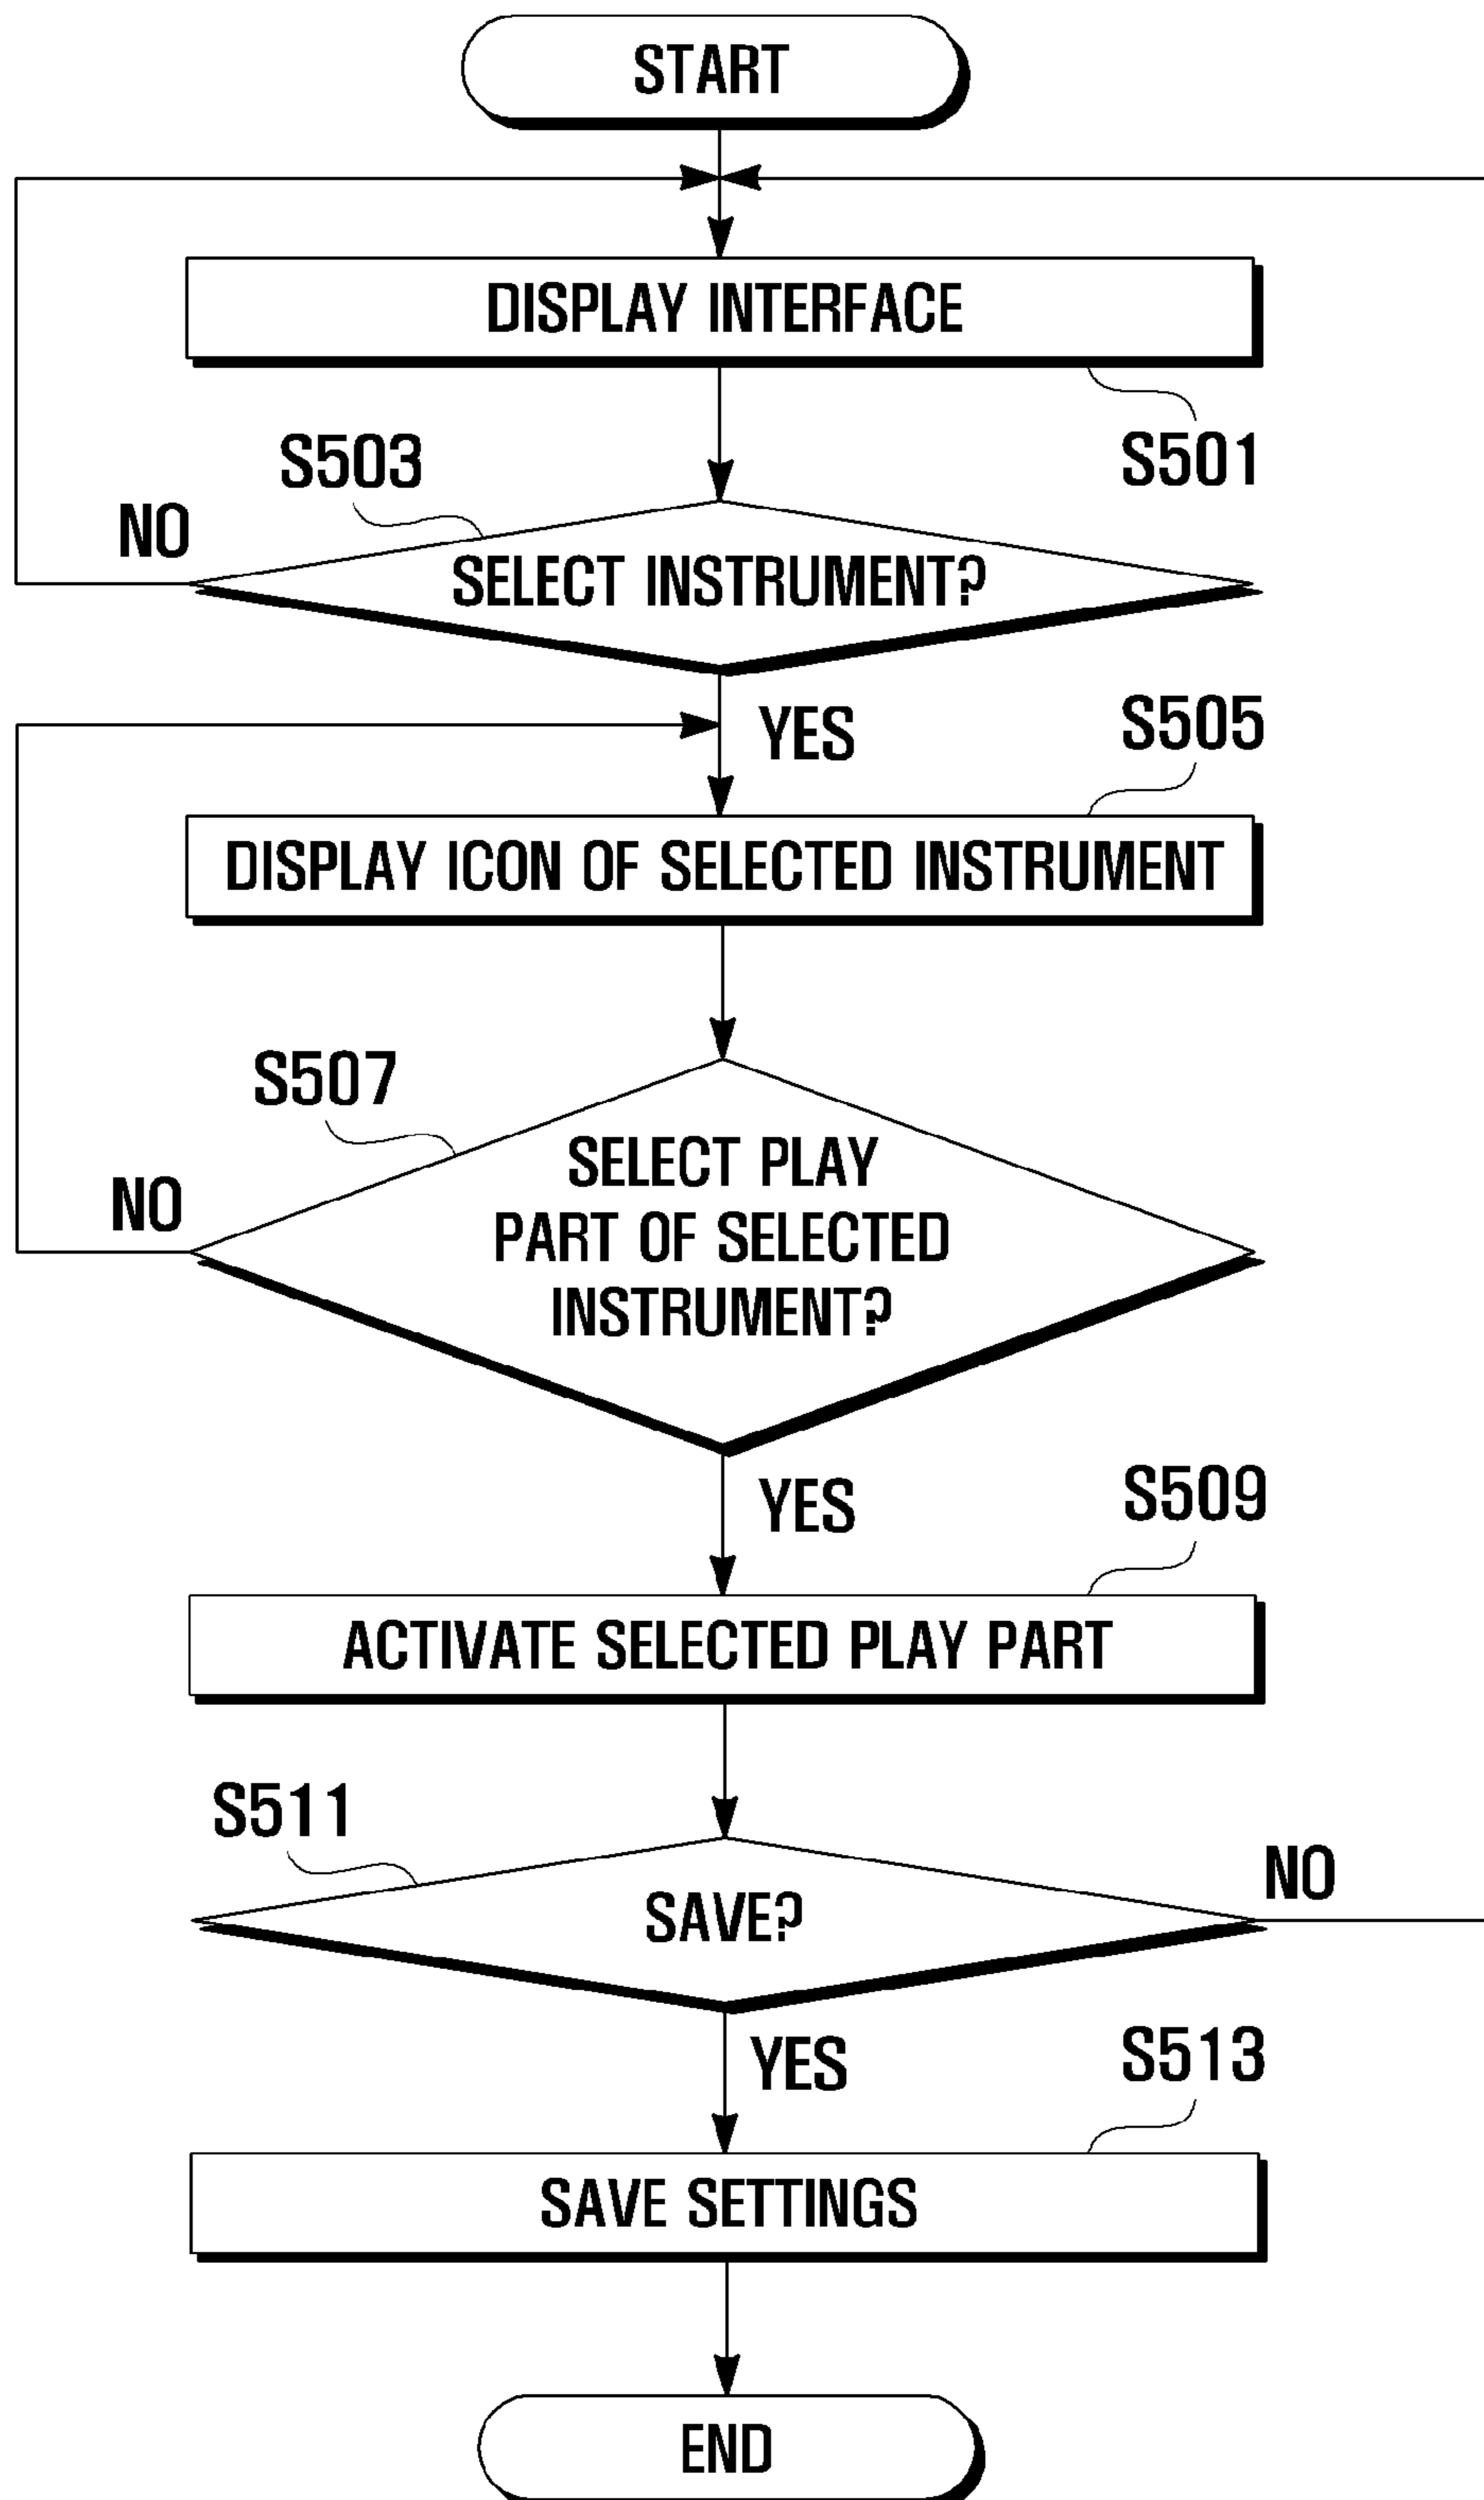 START
DISPLAY INTERFACE
S501
S503
NO
SELECT INSTRUMENT?
YES
S505
DISPLAY ICON OF SELECTED INSTRUMENT
S507
NO
SELECT PLAY
PART OF SELECTED
INSTRUMENT?
YES
S509
ACTIVATE SELECTED PLAY PART
S511
NO
SAVE?
YES
S513
SAVE SETTINGS
END